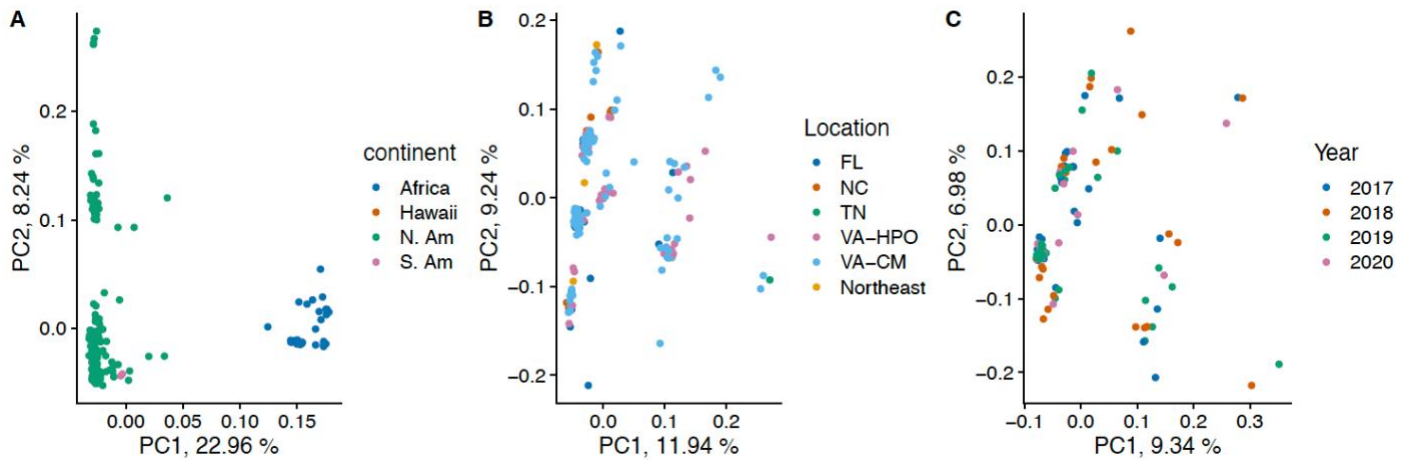 A
PC2, 8.24 %
0.2
0.1
0.0
0.00
0.05
0.10
0.15
PC1, 22.96 %
continent
Africa
Hawaii
N. Am
S. Am
B
PC2, 9.24 %
0.2
0.1
0.0
−0.1
−0.2
0.0
0.1
0.2
PC1, 11.94 %
Location
FL
NC
TN
VA−HPO
VA−CM
Northeast
C
PC2, 6.98 %
0.2
0.1
0.0
−0.1
−0.2
−0.1
0.0
0.1
0.2
0.3
PC1, 9.34 %
Year
2017
2018
2019
2020